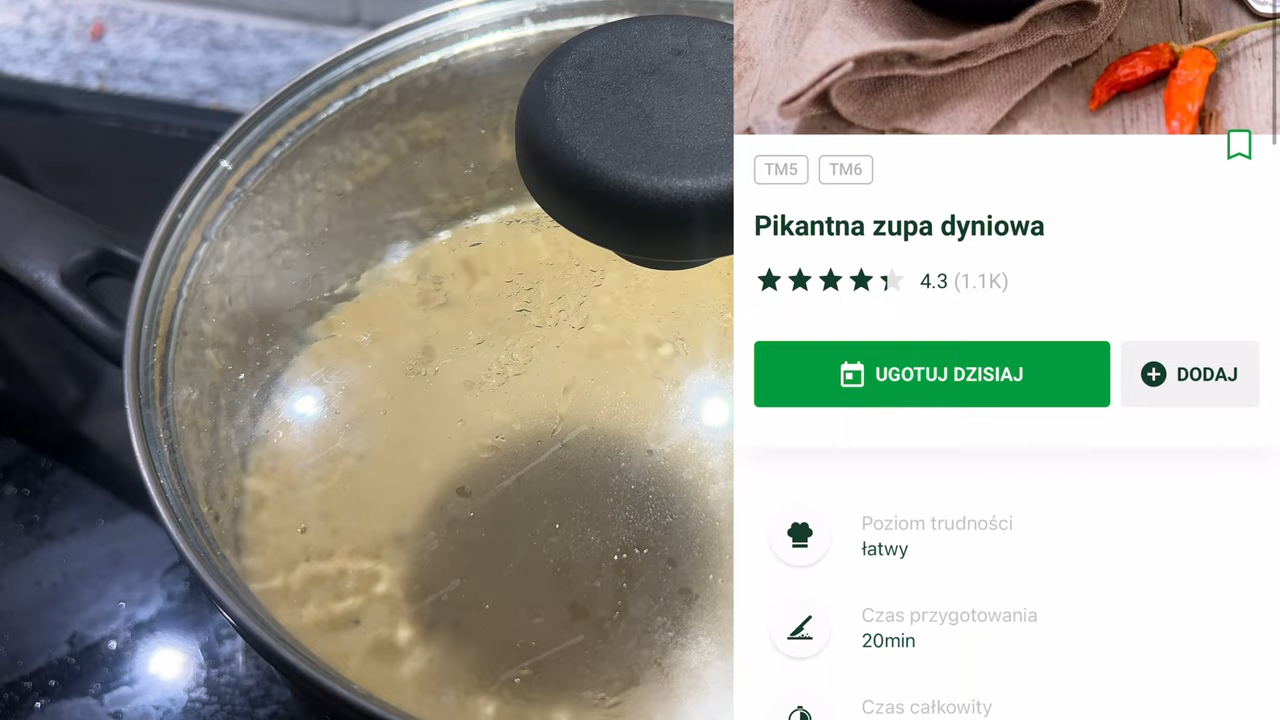 TM5 TM6
Pikantna zupa dyniowa
4.3 (1.1K)
UGOTUJ DZISIAJ DODAJ
Poziom trudności
łatwy
Czas przygotowania
20min
Czas całkowity